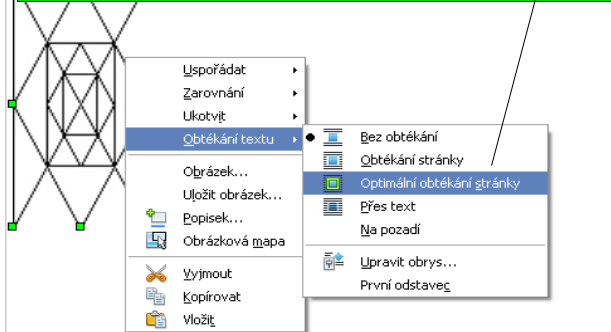 Uspořádat
Zarovnání
Ukotvit
Obtékání textu
Obrázek...
Uložit obrázek...
Popisek...
Obrázková mapa
Vyjmout
Kopírovat
Vložit
Bez obtékání
Obtékání stránky
Optimální obtékání stránky
Přes text
Na pozadí
Upravit obrys...
První odstavec